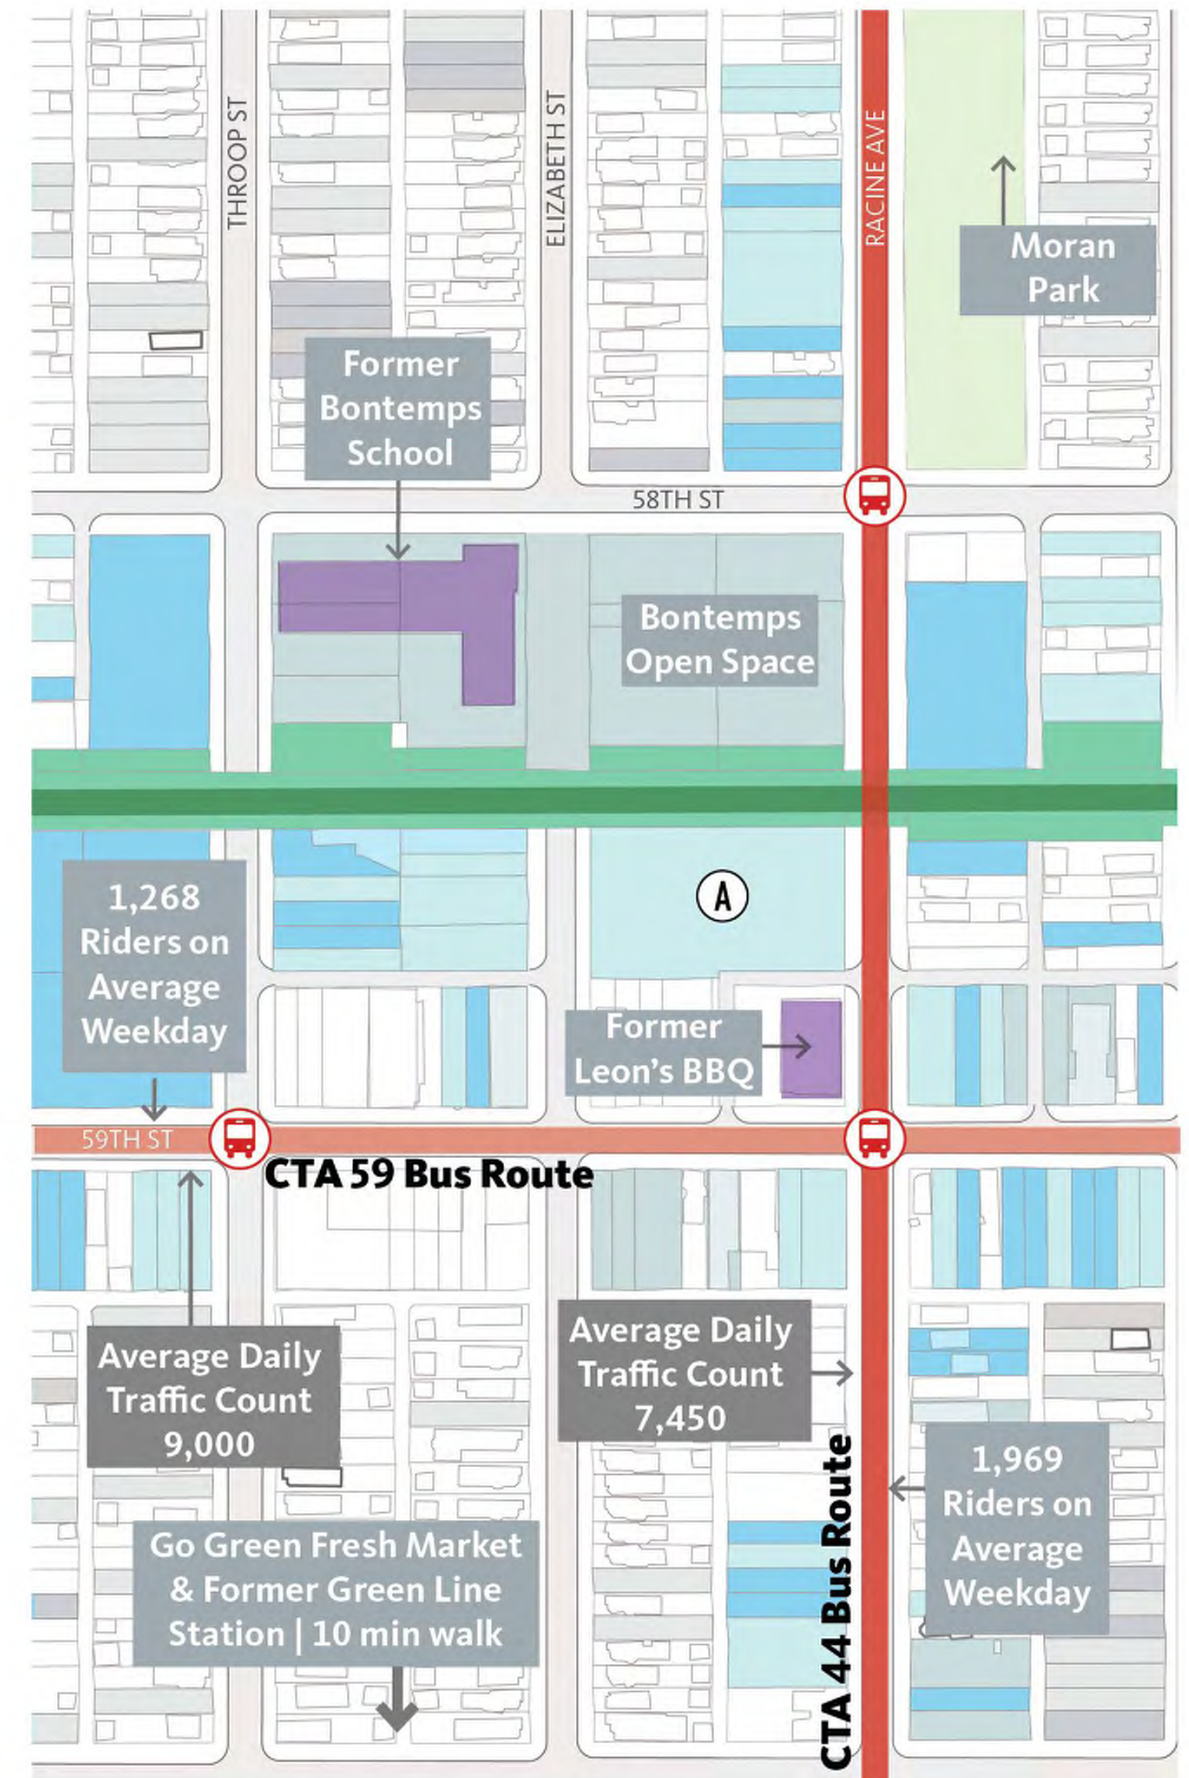 THROOP ST
ELIZABETH ST
RACINE AVE
Moran
Park
Former
Bontemps
School
58TH ST
Bontemps
Open Space
A
1,268
Riders on
Average
Weekday
Former
Leon's BBQ
59TH ST
CTA 59 Bus Route
Average Daily
Traffic Count
9,000
Average Daily
Traffic Count
7,450
CTA 44 Bus Route
1,969
Riders on
Average
Weekday
Go Green Fresh Market
& Former Green Line
Station | 10 min walk